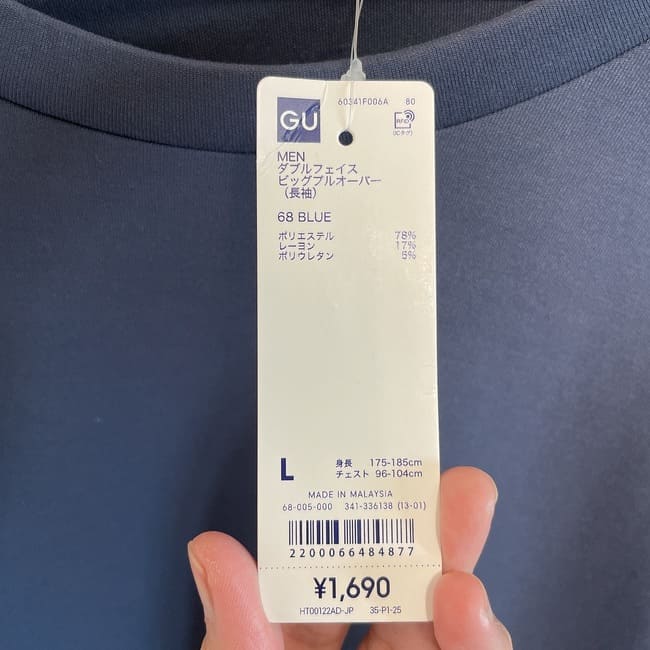 60341F006A 80
GU
RFID
(ICタグ)
MEN
ダブルフェイス
ビッグプルオーバー
（長袖）
68 BLUE
ポリエステル 78%
レーヨン 17%
ポリウレタン 5%
L 身長 175-185cm
チェスト 96-104cm
MADE IN MALAYSIA
68-005-000 341-336138 (13-01)
2200066484877
¥1,690
HT00122AD-JP 35-P1-25